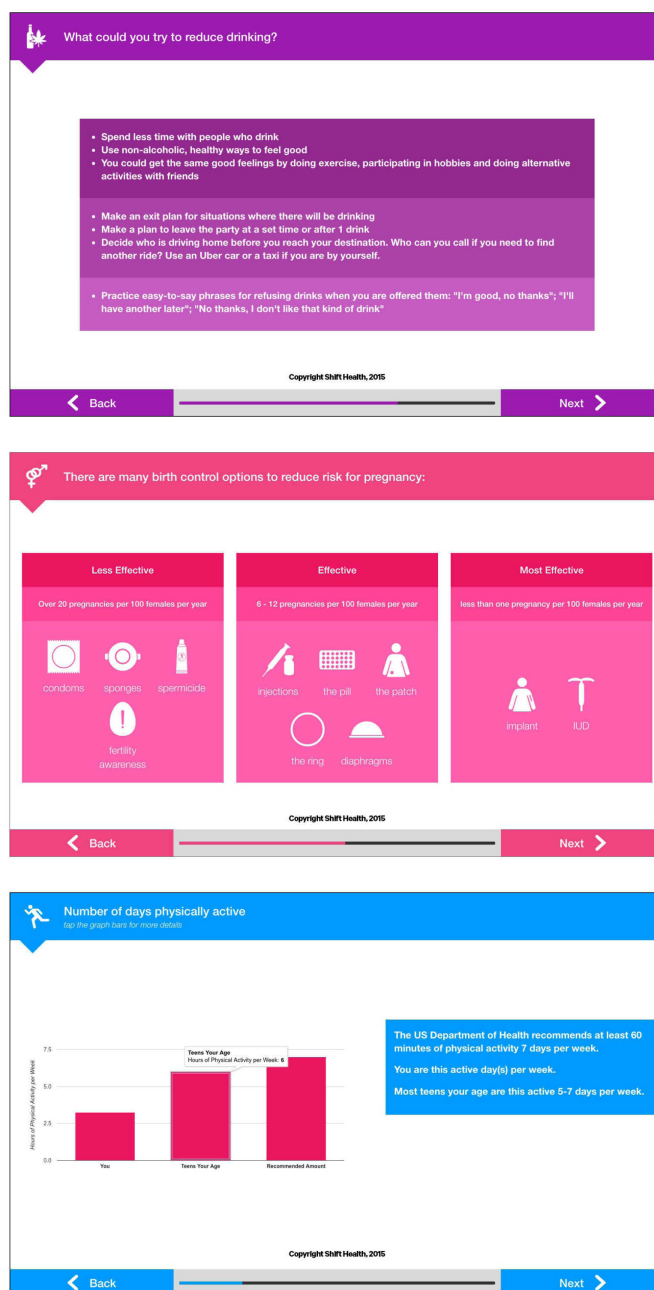 What could you try to reduce drinking?
• Spend less time with people who drink
• Use non-alcoholic, healthy ways to feel good
• You could get the same good feelings by doing exercise, participating in hobbies and doing alternative
activities with friends
• Make an exit plan for situations where there will be drinking
• Make a plan to leave the party at a set time or after 1 drink
• Decide who is driving home before you reach your destination. Who can you call if you need to find
another ride? Use an Uber car or a taxi if you are by yourself.
• Practice easy-to-say phrases for refusing drinks when you are offered them: "I'm good, no thanks"; "I'll
have another later"; "No thanks, I don't like that kind of drink"
Copyright Shift Health, 2015
Back
Next
There are many birth control options to reduce risk for pregnancy:
Less Effective
Over 20 pregnancies per 100 females per year
condoms sponges spermicide
fertility
awareness
Effective
6 - 12 pregnancies per 100 females per year
injections the pill the patch
the ring diaphragms
Most Effective
less than one pregnancy per 100 females per year
implant IUD
Copyright Shift Health, 2015
Back
Next
Number of days physically active
tap the graph bars for more details
Hours of Physical Activity per Week
7.5
5.0
2.5
0.0
Teens Your Age
Hours of Physical Activity per Week: 6
You
Teens Your Age
Recommended Amount
The US Department of Health recommends at least 60
minutes of physical activity 7 days per week.
You are this active day(s) per week.
Most teens your age are this active 5-7 days per week.
Copyright Shift Health, 2015
Back
Next